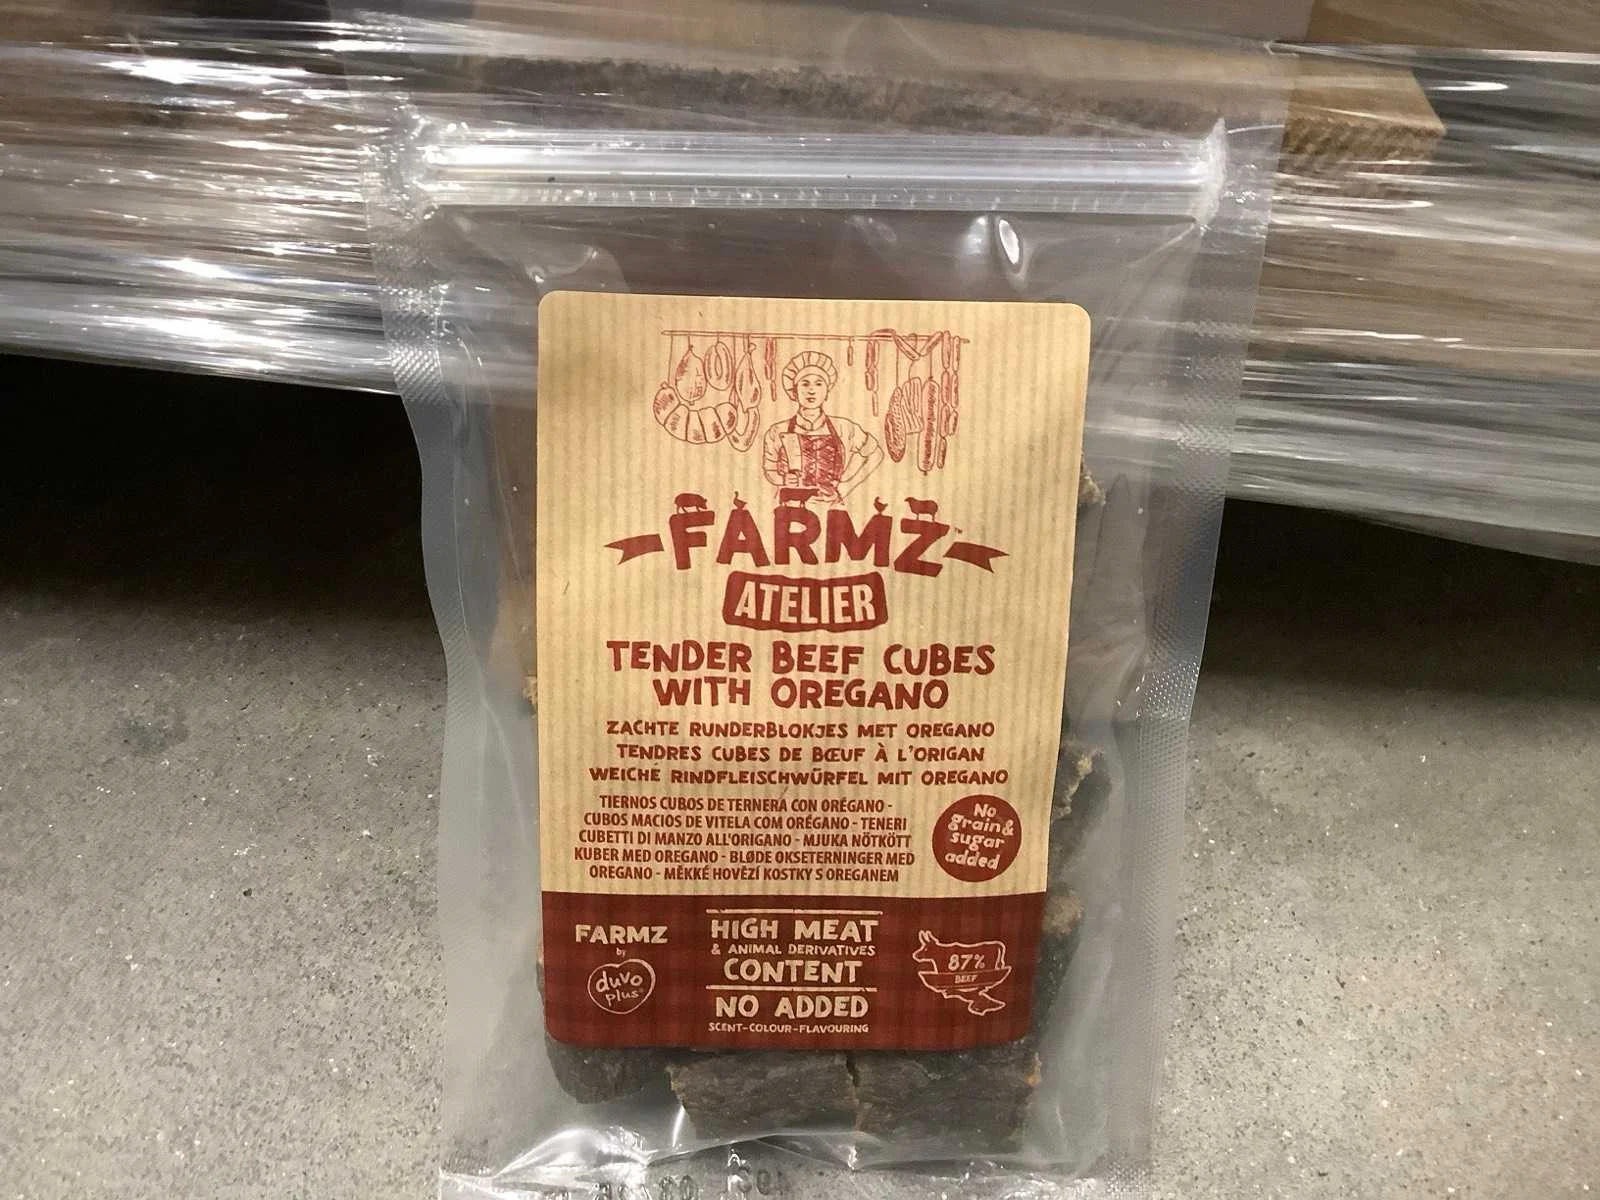 FARMZ™
ATELIER
TENDER BEEF CUBES
WITH OREGANO
ZACHTE RUNDERBLOKJES MET OREGANO
TENDRES CUBES DE BŒUF À L'ORIGAN
WEICHE RINDFLEISCHWÜRFEL MIT OREGANO
TIERNOS CUBOS DE TERNERA CON ORÉGANO -
CUBOS MACIOS DE VITELA COM ORÉGANO - TENERI
CUBETTI DI MANZO ALL'ORIGANO - MJUKA NÖTKÖTT
KUBER MED OREGANO - BLØDE OKSETERNINGER MED
OREGANO - MĚKKÉ HOVĚZÍ KOSTKY S OREGANEM
No
grain&
sugar
added
FARMZ
by
duvo
plus
HIGH MEAT
& ANIMAL DERIVATIVES
CONTENT
NO ADDED
SCENT-COLOUR-FLAVOURING
87%
BEEF